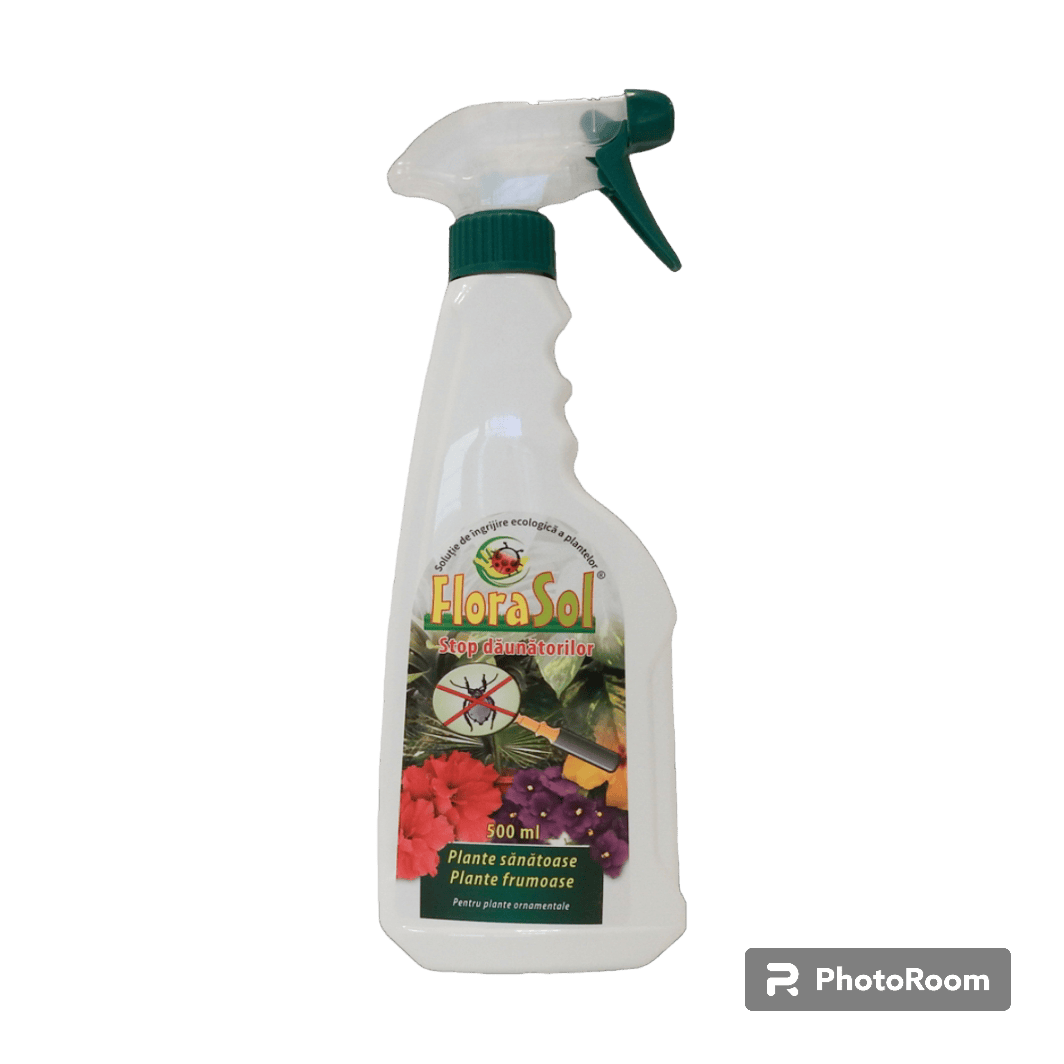 Soluție de îngrijire ecologică a plantelor
FloraSol®
Stop dăunătorilor
500 ml
Plante sănătoase
Plante frumoase
Pentru plante ornamentale
PhotoRoom